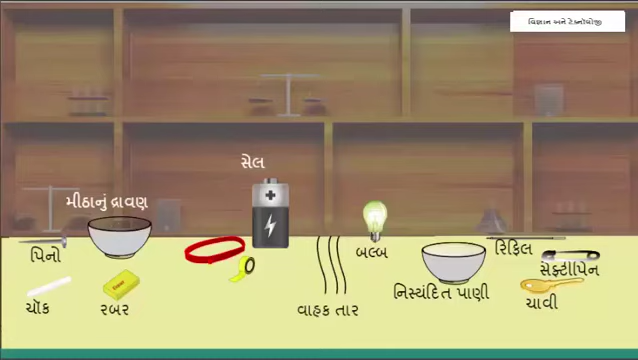 વિજ્ઞાન અને ટેક્નોલૉજી
સેલ
મીઠાનું દ્રાવણ
પિનો
બલ્બ
રિફિલ
સેફ્ટીપિન
નિસ્યંદિત પાણી
ચૉક
રબર
વાહક તાર
ચાવી